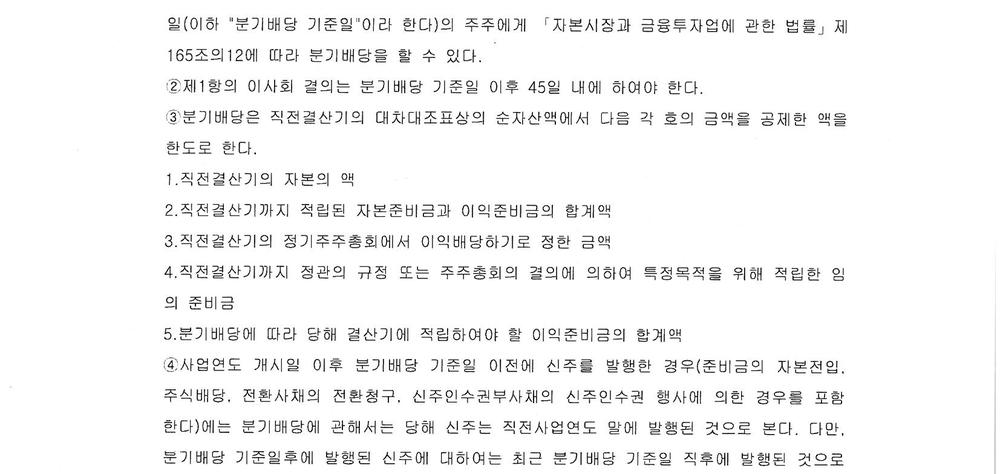 일(이하 "분기배당 기준일"이라 한다)의 주주에게 「자본시장과 금융투자업에 관한 법률」제
165조의12에 따라 분기배당을 할 수 있다.
②제1항의 이사회 결의는 분기배당 기준일 이후 45일 내에 하여야 한다.
③분기배당은 직전결산기의 대차대조표상의 순자산액에서 다음 각 호의 금액을 공제한 액을
한도로 한다.
1.직전결산기의 자본의 액
2.직전결산기까지 적립된 자본준비금과 이익준비금의 합계액
3.직전결산기의 정기주주총회에서 이익배당하기로 정한 금액
4.직전결산기까지 정관의 규정 또는 주주총회의 결의에 의하여 특정목적을 위해 적립한 임
의 준비금
5.분기배당에 따라 당해 결산기에 적립하여야 할 이익준비금의 합계액
④사업연도 개시일 이후 분기배당 기준일 이전에 신주를 발행한 경우(준비금의 자본전입,
주식배당, 전환사채의 전환청구, 신주인수권부사채의 신주인수권 행사에 의한 경우를 포함
한다)에는 분기배당에 관해서는 당해 신주는 직전사업연도 말에 발행된 것으로 본다. 다만,
분기배당 기준일후에 발행된 신주에 대하여는 최근 분기배당 기준일 직후에 발행된 것으로